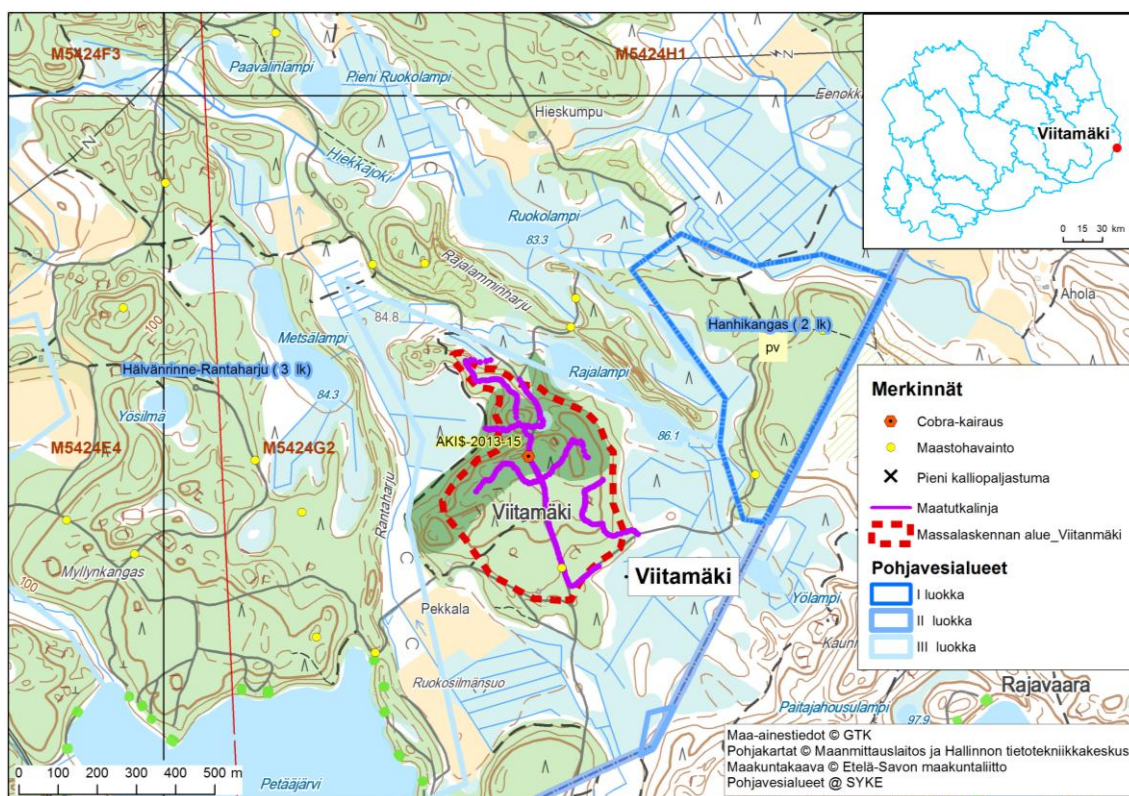 M5424F3
Paavalinlampi
Pieni Ruokolampi
M5424H1
N
Eenokk
Hieskumpu
N
Hiekkajoki
Ruokolampi
83.3
Rajalamminharju
Viitamäki
0 15 30 km
Ahola
Hanhikangas ( 2 lk)
pv
100
Metsälampi
84.8
Hälvänrinne-Rantaharju ( 3 lk)
84.3
Rajalampi
Yösilmä
86.1
M5424E4
M5424G2
AKI$-2013-15
Rantaharju
Viitamäki
Viitamäki
Myllynkangas
100
Pekkala
Yölampi
Kaun
Ruokosilmänsuo
Paitajahousulampi
Rajavaara
97.9
Petääjärvi
0 100 200 300 400 500 m
Merkinnät
Cobra-kairaus
Maastohavainto
Pieni kalliopaljastuma
Maatutkalinja
Massalaskennan alue_Viitanmäki
Pohjavesialueet
I luokka
II luokka
III luokka
Maa-ainestiedot © GTK
Pohjakartat © Maanmittauslaitos ja Hallinnon tietotekniikkakeskus
Maakuntakaava © Etelä-Savon maakuntaliitto
Pohjavesialueet @ SYKE